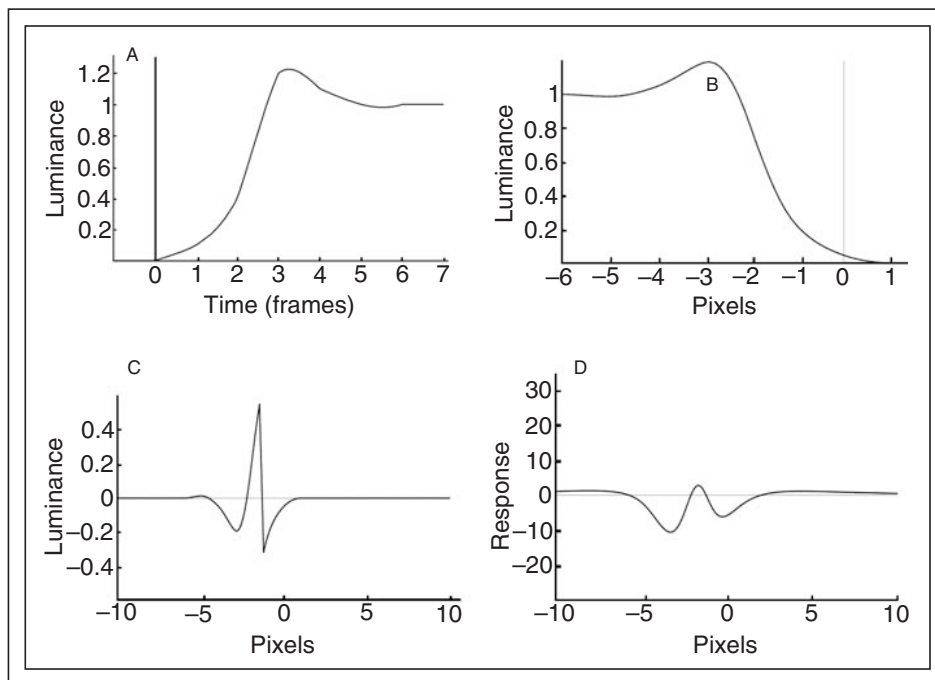 A
Luminance
1.2
1
0.8
0.6
0.4
0.2
0 1 2 3 4 5 6 7
Time (frames)
B
Luminance
1
0.8
0.6
0.4
0.2
–6 –5 –4 –3 –2 –1 0 1
Pixels
C
Luminance
0.4
0.2
0
–0.2
–0.4
–10 –5 0 5 10
Pixels
D
Response
30
20
10
0
–10
–20
–10 –5 0 5 10
Pixels